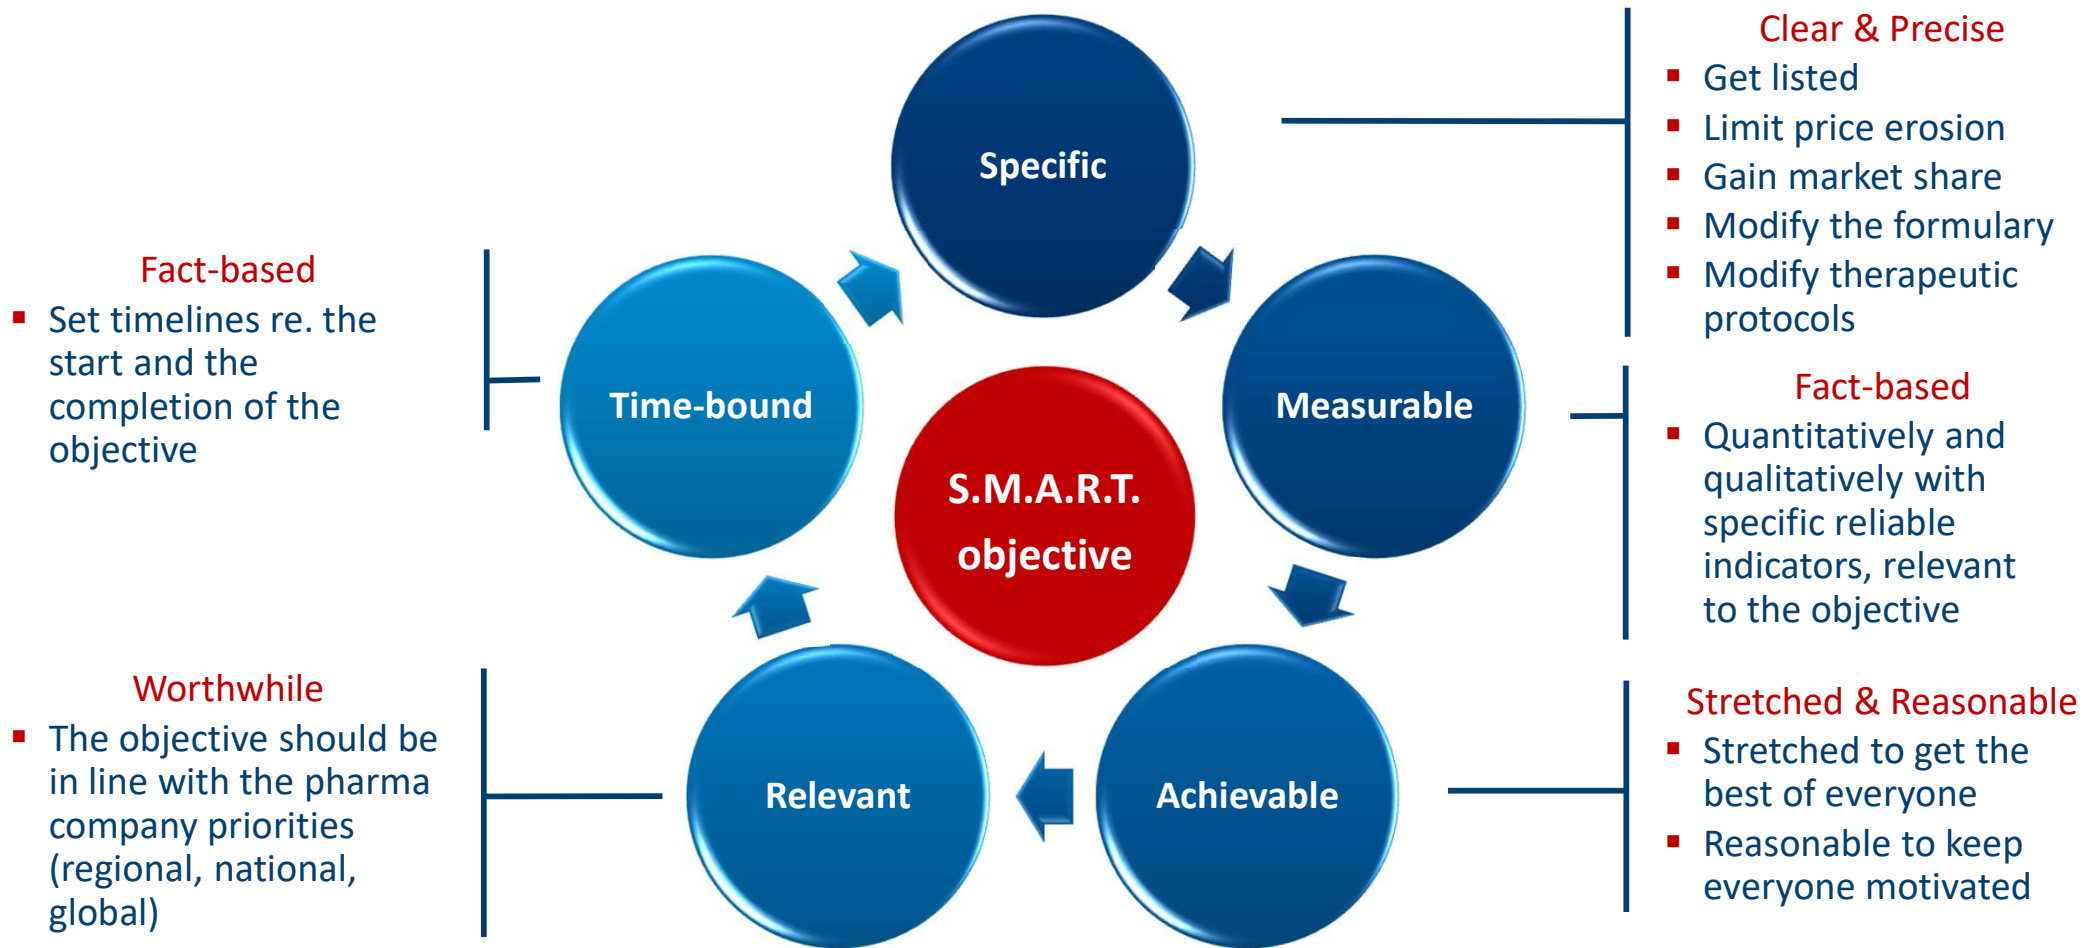 Specific
Clear & Precise
▪ Get listed
▪ Limit price erosion
▪ Gain market share
▪ Modify the formulary
▪ Modify therapeutic
protocols
Measurable
Fact-based
▪ Quantitatively and
qualitatively with
specific reliable
indicators, relevant
to the objective
Achievable
Stretched & Reasonable
▪ Stretched to get the
best of everyone
▪ Reasonable to keep
everyone motivated
Relevant
Worthwhile
▪ The objective should be
in line with the pharma
company priorities
(regional, national,
global)
Time-bound
Fact-based
▪ Set timelines re. the
start and the
completion of the
objective
S.M.A.R.T.
objective